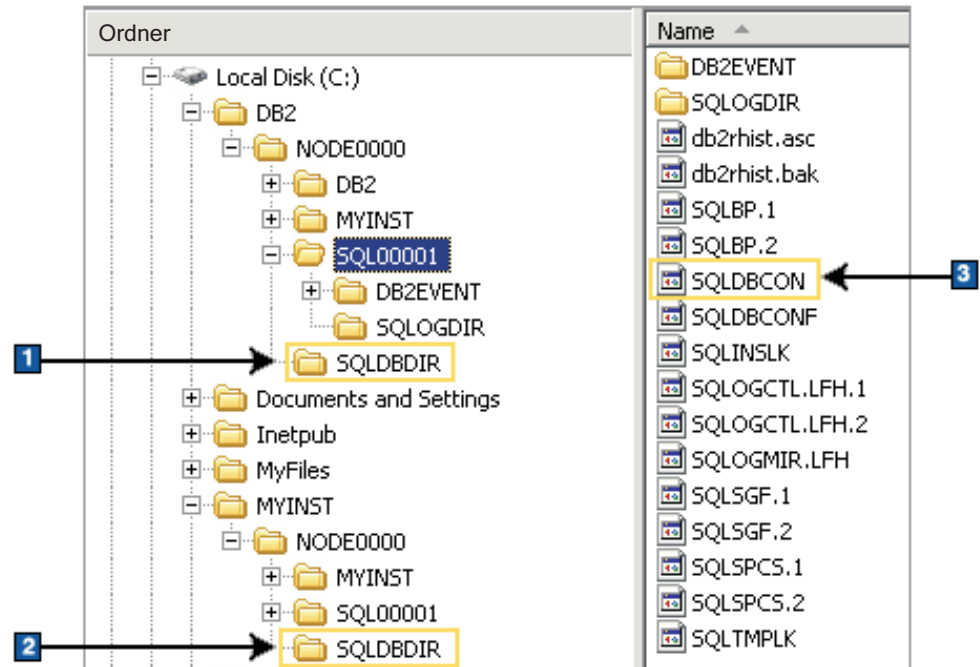 Ordner
Local Disk (C:)
DB2
NODE0000
DB2
MYINST
SQL00001
DB2EVENT
SQLOGDIR
1
SQLDBDIR
Documents and Settings
Inetpub
MyFiles
MYINST
NODE0000
MYINST
SQL00001
2
SQLDBDIR
Name
DB2EVENT
SQLOGDIR
db2rhist.asc
db2rhist.bak
SQLBP.1
SQLBP.2
SQLDBCON
3
SQLDBCONF
SQLINSLK
SQLOGCTL.LFH.1
SQLOGCTL.LFH.2
SQLOGMIR.LFH
SQLSGF.1
SQLSGF.2
SQLSPCS.1
SQLSPCS.2
SQLTMPLK